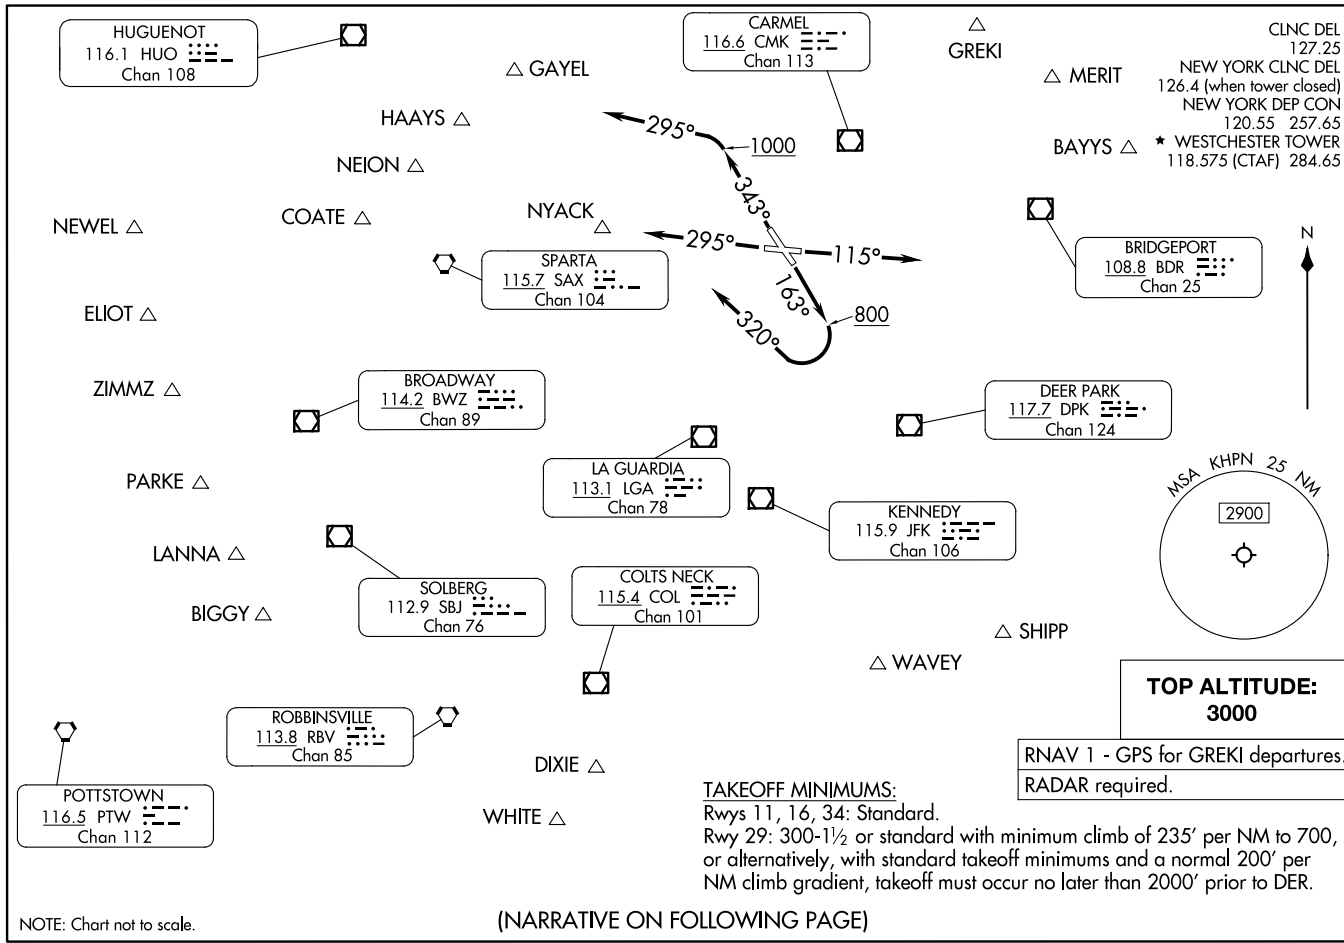 HUGUENOT
116.1 HUO
Chan 108
CARMEL
116.6 CMK
Chan 113
GREKI
CLNC DEL
127.25
NEW YORK CLNC DEL
126.4 (when tower closed)
NEW YORK DEP CON
120.55 257.65
★ WESTCHESTER TOWER
118.575 (CTAF) 284.65
GAYEL
MERIT
HAAYS
295°
1000
BAYYS
NEION
343°
NEWEL
COATE
NYACK
295°
115°
N
SPARTA
115.7 SAX
Chan 104
BRIDGEPORT
108.8 BDR
Chan 25
163°
800
320°
ELIOT
ZIMMZ
BROADWAY
114.2 BWZ
Chan 89
DEER PARK
117.7 DPK
Chan 124
PARKE
LA GUARDIA
113.1 LGA
Chan 78
KENNEDY
115.9 JFK
Chan 106
MSA KHPN 25 NM
2900
LANNA
SOLBERG
112.9 SBJ
Chan 76
COLTS NECK
115.4 COL
Chan 101
BIGGY
SHIPP
WAVEY
TOP ALTITUDE:
3000
ROBBINSVILLE
113.8 RBV
Chan 85
RNAV 1 - GPS for GREKI departures.
RADAR required.
DIXIE
POTTSTOWN
116.5 PTW
Chan 112
WHITE
TAKEOFF MINIMUMS:
Rwys 11, 16, 34: Standard.
Rwy 29: 300-1½ or standard with minimum climb of 235' per NM to 700,
or alternatively, with standard takeoff minimums and a normal 200' per
NM climb gradient, takeoff must occur no later than 2000' prior to DER.
NOTE: Chart not to scale.
(NARRATIVE ON FOLLOWING PAGE)